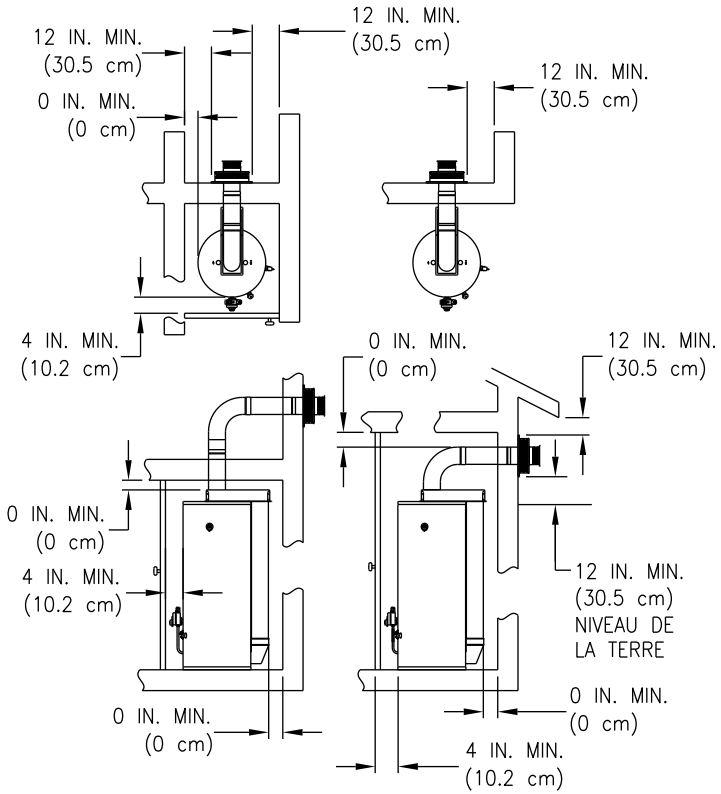 12 IN. MIN.
(30.5 cm)
12 IN. MIN.
(30.5 cm)
0 IN. MIN.
(0 cm)
12 IN. MIN.
(30.5 cm)
4 IN. MIN.
(10.2 cm)
0 IN. MIN.
(0 cm)
12 IN. MIN.
(30.5 cm)
0 IN. MIN.
(0 cm)
4 IN. MIN.
(10.2 cm)
12 IN. MIN.
(30.5 cm)
NIVEAU DE
LA TERRE
0 IN. MIN.
(0 cm)
0 IN. MIN.
(0 cm)
4 IN. MIN.
(10.2 cm)